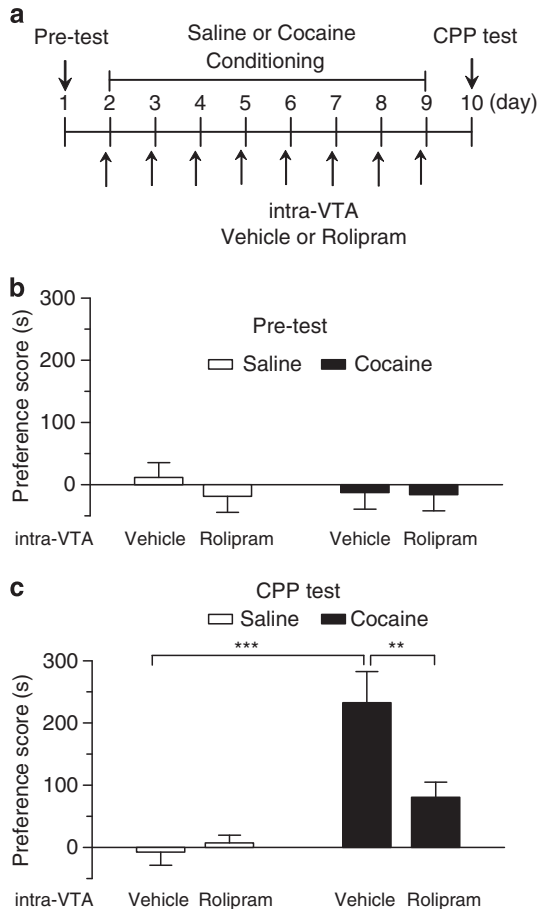 a
Pre-test
Saline or Cocaine
Conditioning
CPP test
1 2 3 4 5 6 7 8 9 10 (day)
intra-VTA
Vehicle or Rolipram
b
Preference score (s)
300
200
100
0
Pre-test
Saline Cocaine
intra-VTA Vehicle Rolipram Vehicle Rolipram
c
CPP test
Saline Cocaine
*** **
Preference score (s)
300
200
100
0
intra-VTA Vehicle Rolipram Vehicle Rolipram